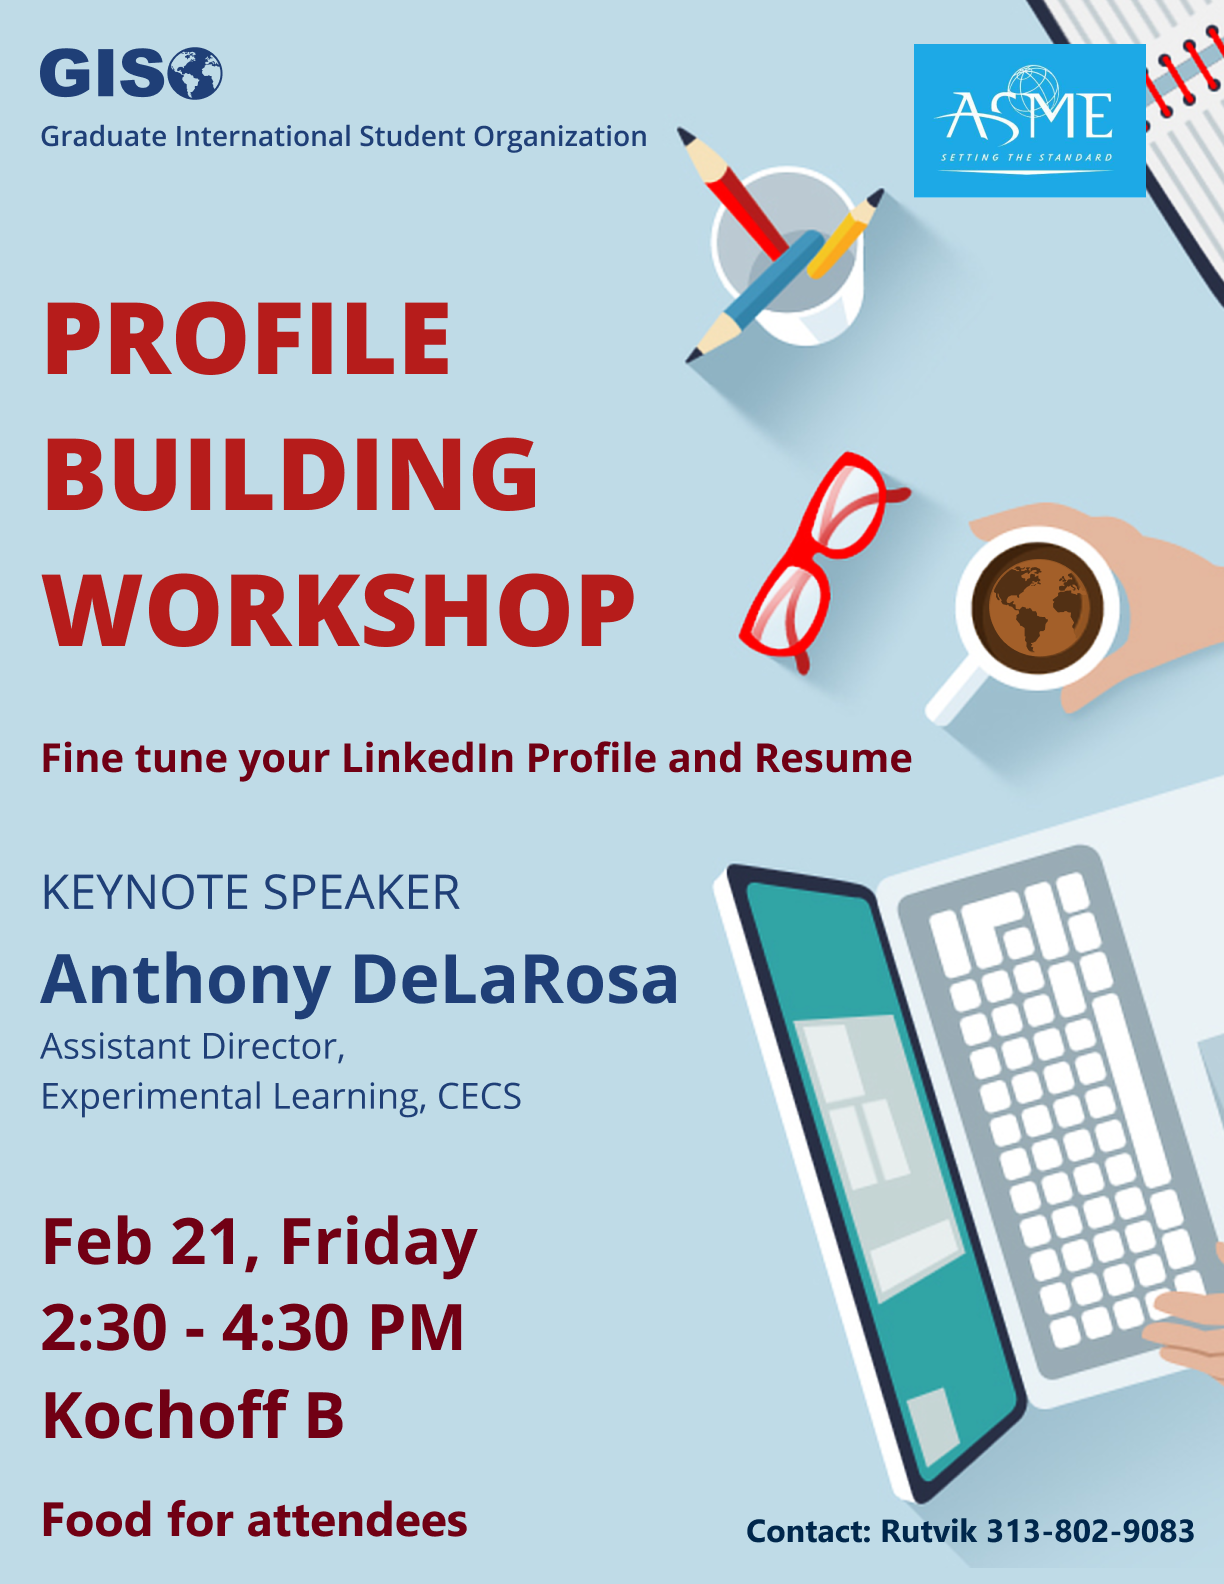 GISO
Graduate International Student Organization
ASME
SETTING THE STANDARD
PROFILE
BUILDING
WORKSHOP
Fine tune your LinkedIn Profile and Resume
KEYNOTE SPEAKER
Anthony DeLaRosa
Assistant Director,
Experimental Learning, CECS
Feb 21, Friday
2:30 - 4:30 PM
Kochoff B
Food for attendees
Contact: Rutvik 313-802-9083